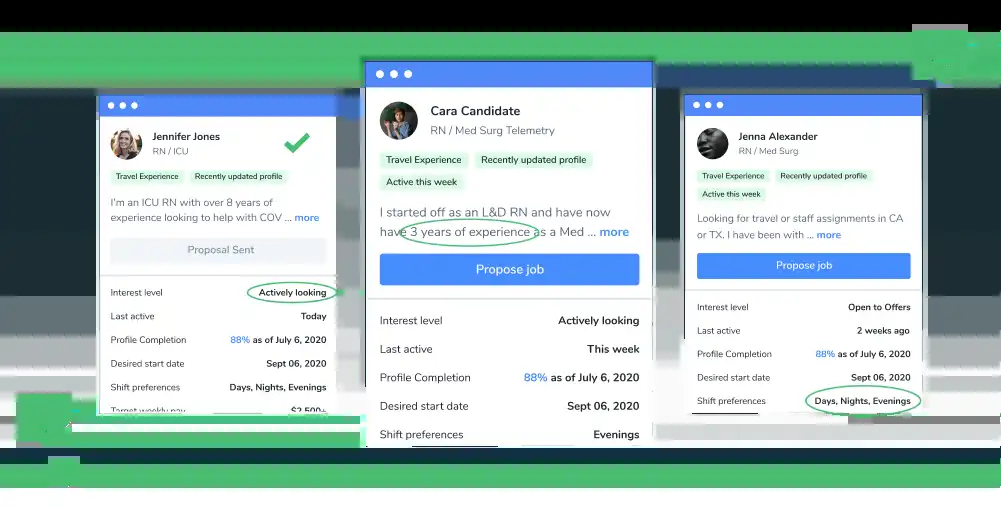 Jennifer Jones
RN / ICU
Travel Experience
Recently updated profile
I'm an ICU RN with over 8 years of
experience looking to help with COV ... more
Proposal Sent
Interest level Actively looking
Last active Today
Profile Completion 88% as of July 6, 2020
Desired start date Sept 06, 2020
Shift preferences Days, Nights, Evenings
Target weekly pay $2,500+
Cara Candidate
RN / Med Surg Telemetry
Travel Experience
Recently updated profile
Active this week
I started off as an L&D RN and have now
have 3 years of experience as a Med ... more
Propose job
Interest level Actively looking
Last active This week
Profile Completion 88% as of July 6, 2020
Desired start date Sept 06, 2020
Shift preferences Evenings
Jenna Alexander
RN / Med Surg
Travel Experience
Recently updated profile
Active this week
Looking for travel or staff assignments in CA
or TX. I have been with ... more
Propose job
Interest level Open to Offers
Last active 2 weeks ago
Profile Completion 88% as of July 6, 2020
Desired start date Sept 06, 2020
Shift preferences Days, Nights, Evenings